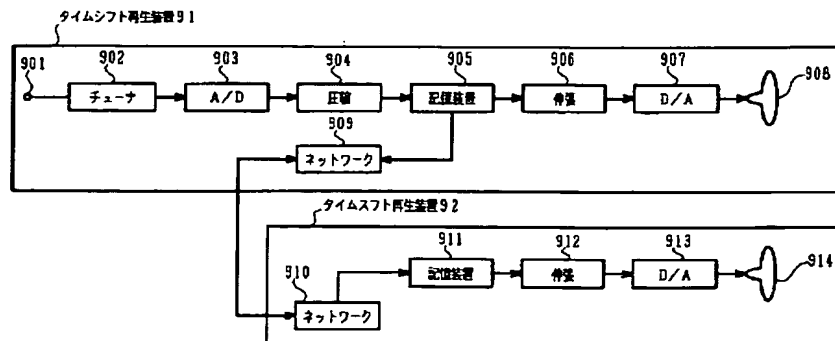 タイムシフト再生装置91
901
902
903
904
905
906
907
908
チューナ
A/D
圧縮
記憶装置
伸張
D/A
909
ネットワーク
タイムスフト再生装置92
911
912
913
914
記憶装置
伸張
D/A
910
ネットワーク